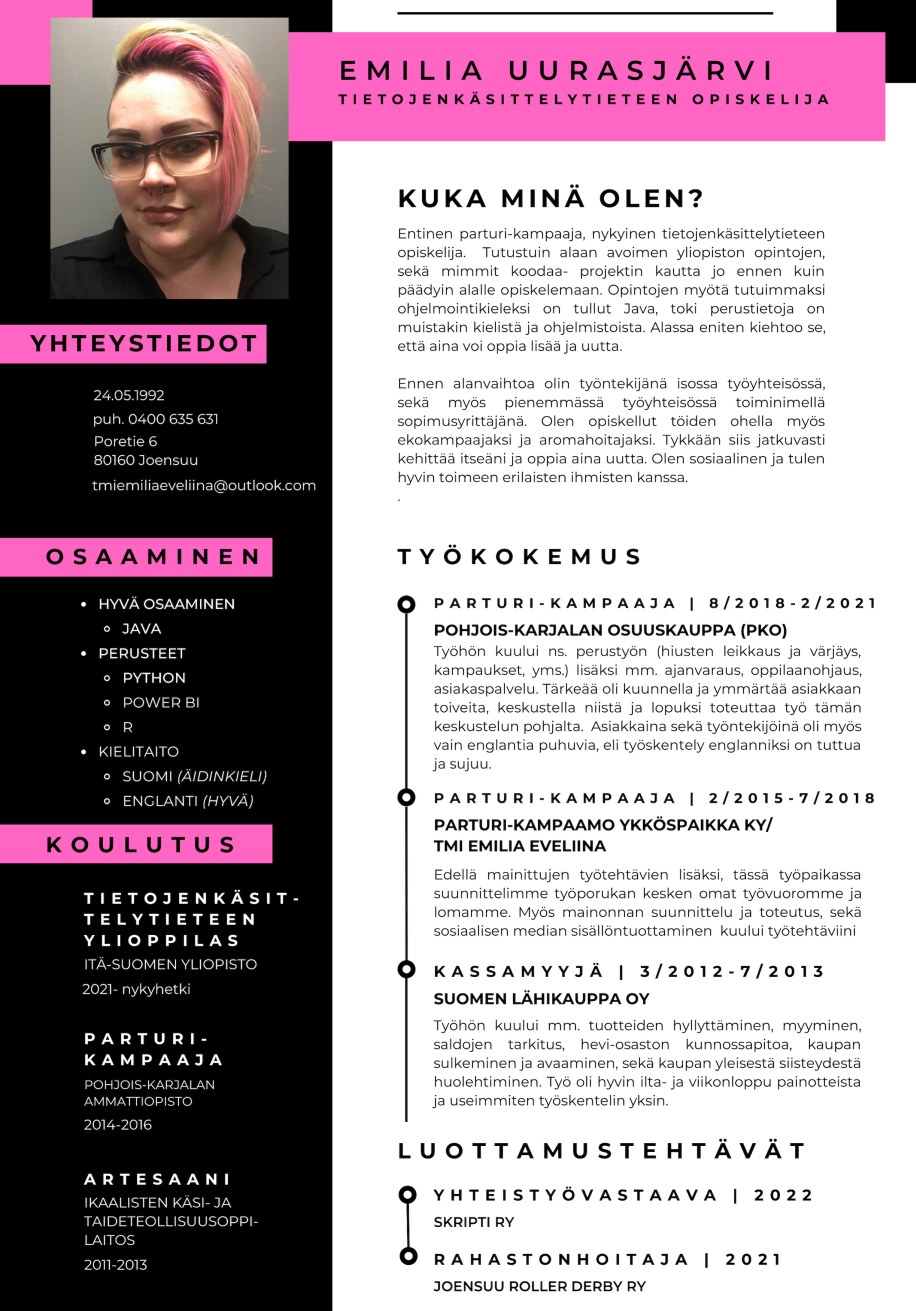 EMILIA UURASJÄRVI
TIETOJENKÄSITTELYTIETEEN OPISKELIJA
YHTEYSTIEDOT
24.05.1992
puh. 0400 635 631
Poretie 6
80160 Joensuu
tmiemiliaeveliina@outlook.com
OSAAMINEN
• HYVÄ OSAAMINEN
◦ JAVA
• PERUSTEET
◦ PYTHON
◦ POWER BI
◦ R
• KIELITAITO
◦ SUOMI (ÄIDINKIELI)
◦ ENGLANTI (HYVÄ)
KOULUTUS
TIETOJENKÄSIT-
TELYTIETEEN
YLIOPPILAS
ITÄ-SUOMEN YLIOPISTO
2021- nykyhetki
PARTURI-
KAMPAAJA
POHJOIS-KARJALAN
AMMATTIOPISTO
2014-2016
ARTESAANI
IKAALISTEN KÄSI- JA
TAIDETEOLLISUUSOPPI-
LAITOS
2011-2013
KUKA MINÄ OLEN?
Entinen parturi-kampaaja, nykyinen tietojenkäsittelytieteen
opiskelija. Tutustuin alaan avoimen yliopiston opintojen,
sekä mimmit koodaa- projektin kautta jo ennen kuin
päädyin alalle opiskelemaan. Opintojen myötä tutuimmaksi
ohjelmointikieleksi on tullut Java, toki perustietoja on
muistakin kielistä ja ohjelmistoista. Alassa eniten kiehtoo se,
että aina voi oppia lisää ja uutta.
Ennen alanvaihtoa olin työntekijänä isossa työyhteisössä,
sekä myös pienemmässä työyhteisössä toiminimellä
sopimusyrittäjänä. Olen opiskellut töiden ohella myös
ekokampaajaksi ja aromahoitajaksi. Tykkään siis jatkuvasti
kehittää itseäni ja oppia aina uutta. Olen sosiaalinen ja tulen
hyvin toimeen erilaisten ihmisten kanssa.
.
TYÖKOKEMUS
PARTURI-KAMPAAJA | 8/2018-2/2021
POHJOIS-KARJALAN OSUUSKAUPPA (PKO)
Työhön kuului ns. perustyön (hiusten leikkaus ja värjäys,
kampaukset, yms.) lisäksi mm. ajanvaraus, oppilaanohjaus,
asiakaspalvelu. Tärkeää oli kuunnella ja ymmärtää asiakkaan
toiveita, keskustella niistä ja lopuksi toteuttaa työ tämän
keskustelun pohjalta. Asiakkaina sekä työntekijöinä oli myös
vain englantia puhuvia, eli työskentely englanniksi on tuttua
ja sujuu.
PARTURI-KAMPAAJA | 2/2015-7/2018
PARTURI-KAMPAAMO YKKÖSPAIKKA KY/
TMI EMILIA EVELIINA
Edellä mainittujen työtehtävien lisäksi, tässä työpaikassa
suunnittelimme työporukan kesken omat työvuoromme ja
lomamme. Myös mainonnan suunnittelu ja toteutus, sekä
sosiaalisen median sisällöntuottaminen kuului työtehtäviini
KASSAMYYJÄ | 3/2012-7/2013
SUOMEN LÄHIKAUPPA OY
Työhön kuului mm. tuotteiden hyllyttäminen, myyminen,
saldojen tarkitus, hevi-osaston kunnossapitoa, kaupan
sulkeminen ja avaaminen, sekä kaupan yleisestä siisteydestä
huolehtiminen. Työ oli hyvin ilta- ja viikonloppu painotteista
ja useimmiten työskentelin yksin.
LUOTTAMUSTEHTÄVÄT
YHTEISTYÖVASTAAVA | 2022
SKRIPTI RY
RAHASTONHOITAJA | 2021
JOENSUU ROLLER DERBY RY